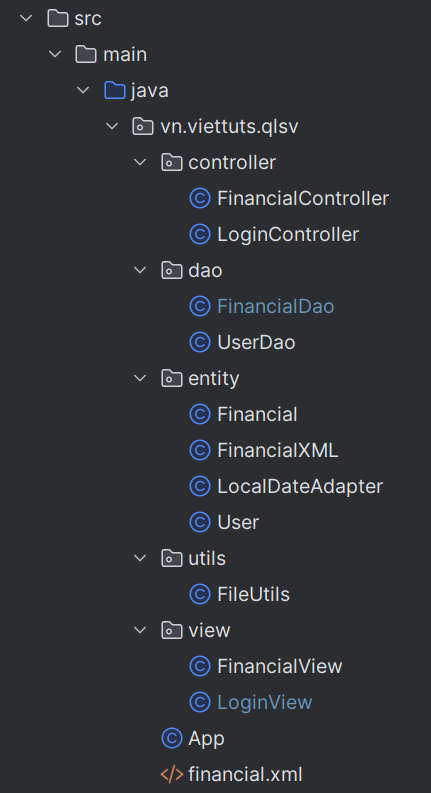 src
main
java
vn.viettuts.qlsv
controller
FinancialController
LoginController
dao
FinancialDao
UserDao
entity
Financial
FinancialXML
LocalDateAdapter
User
utils
FileUtils
view
FinancialView
LoginView
App
financial.xml